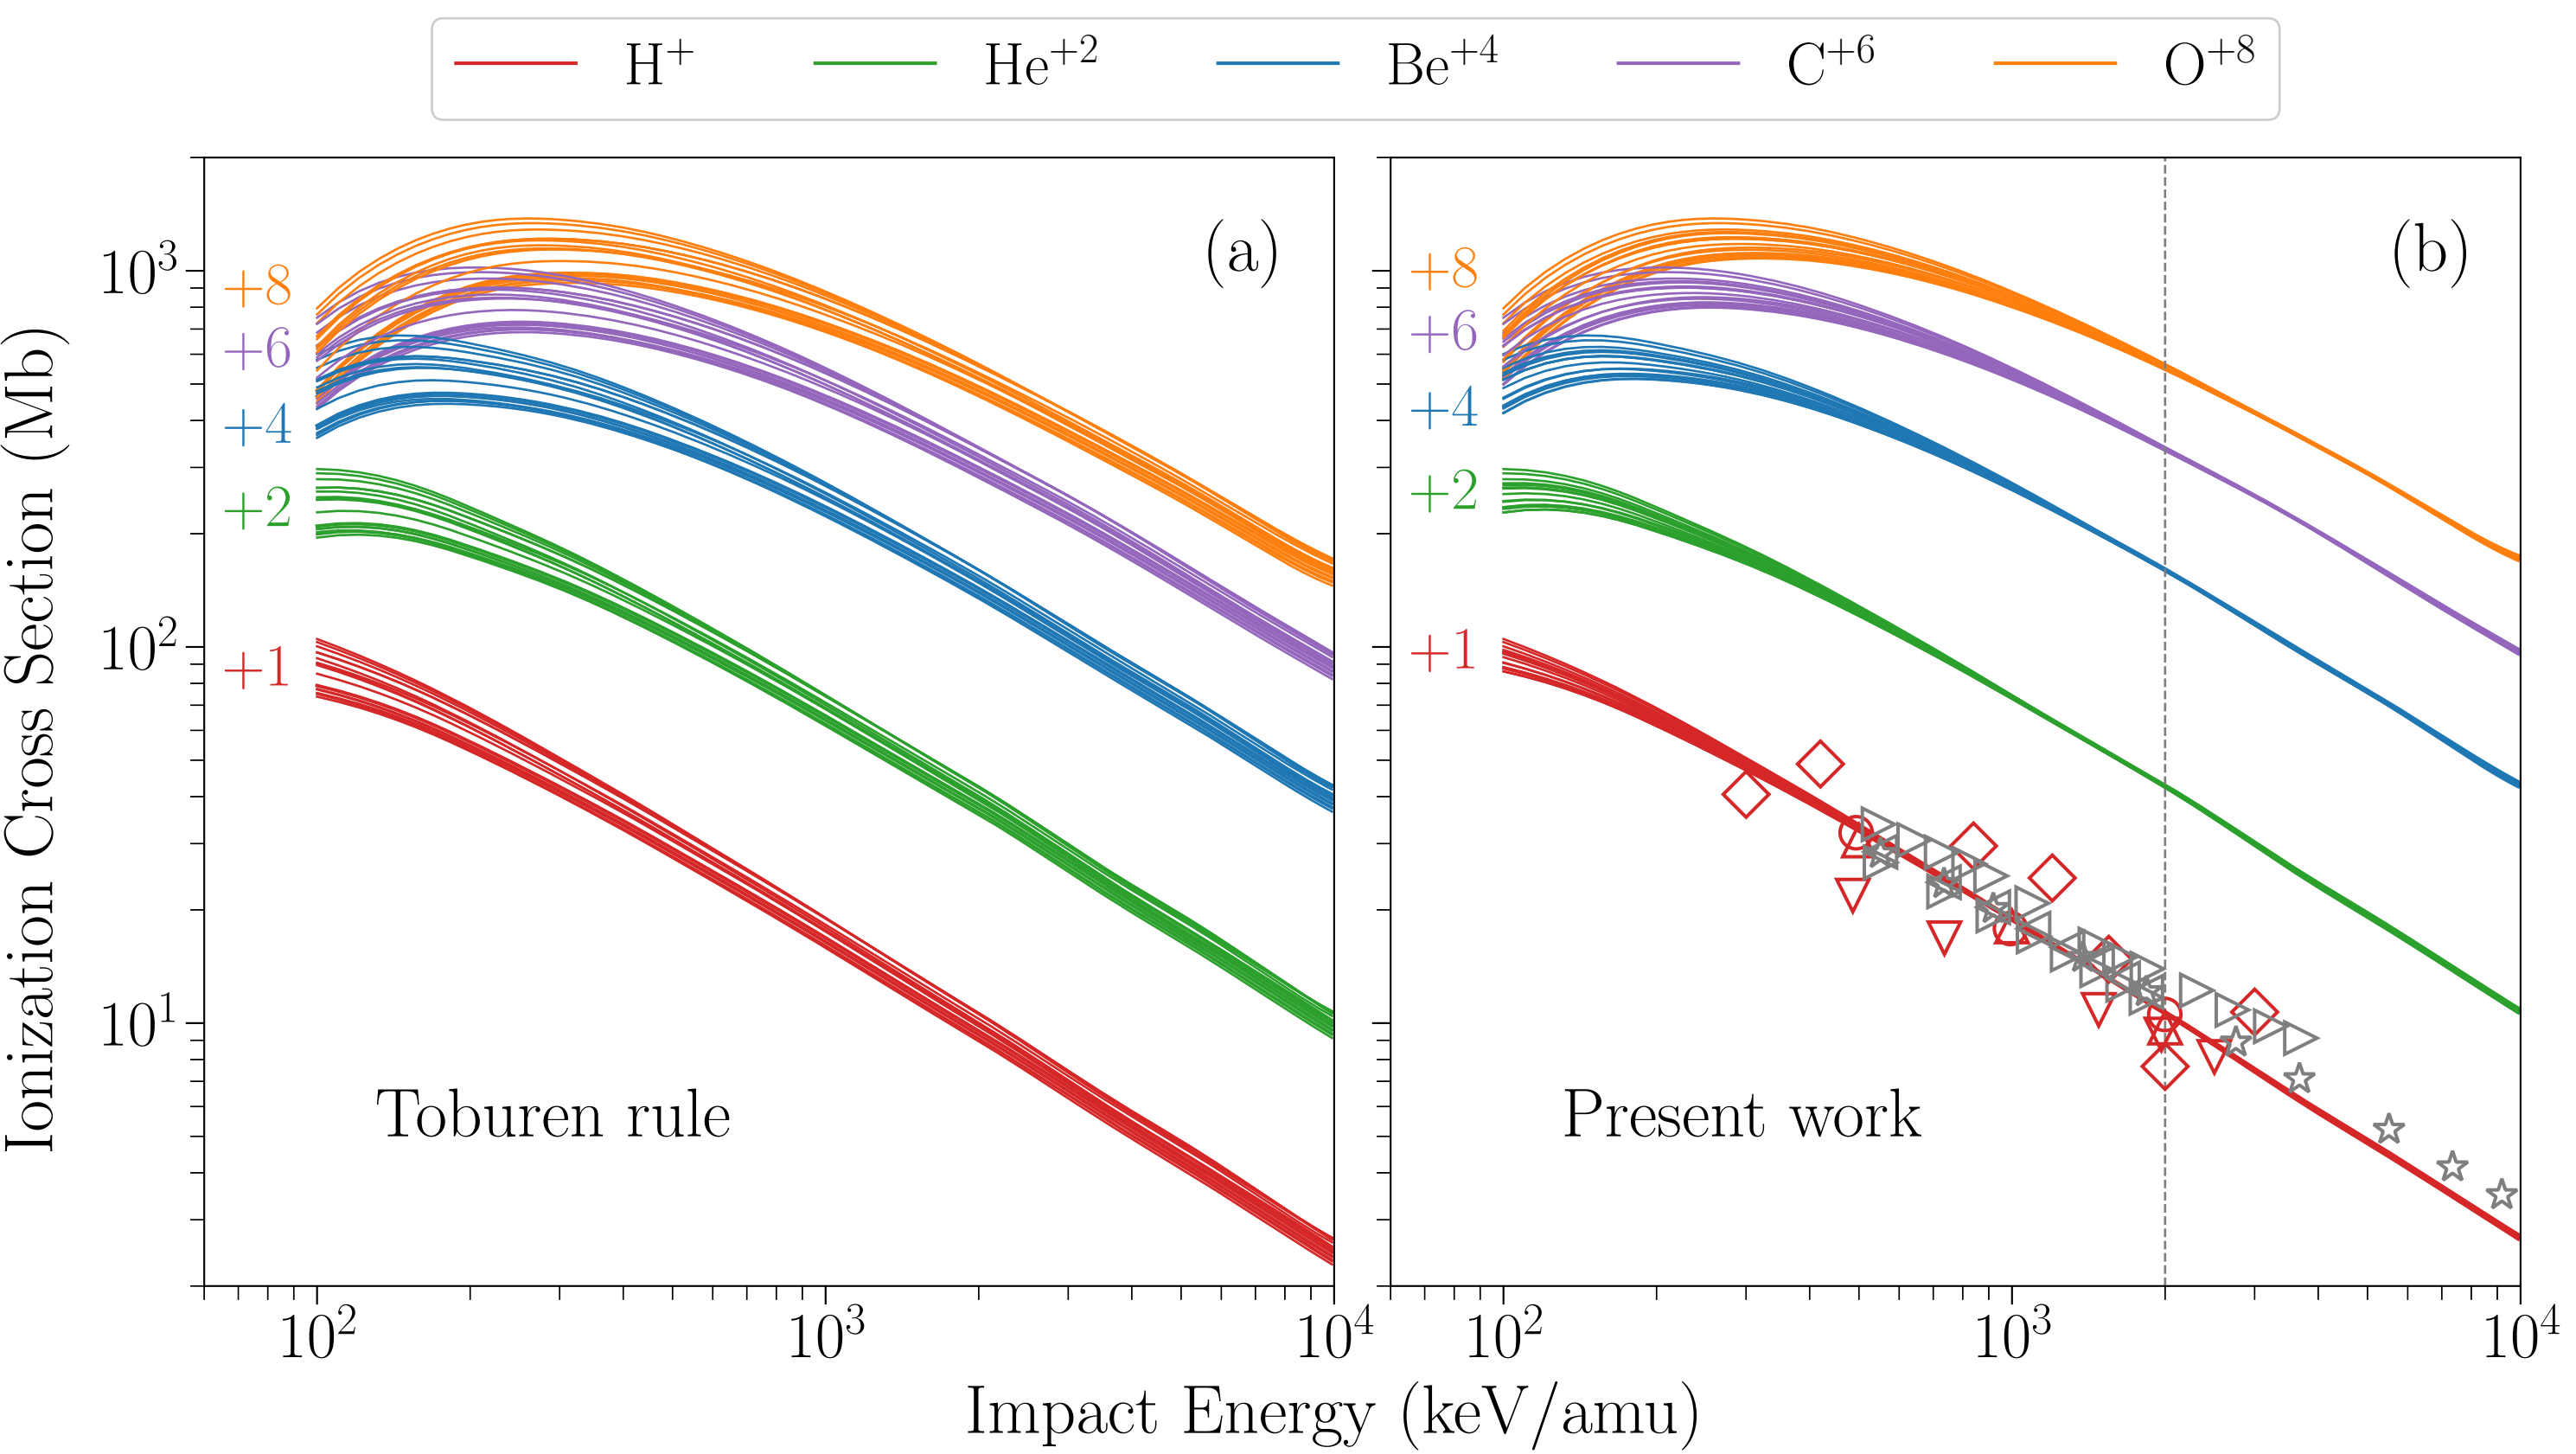 H⁺ He⁺² Be⁺⁴ C⁺⁶ O⁺⁸
Ionization Cross Section (Mb)
10³
10²
10¹
+8
+6
+4
+2
+1
(a)
Toburen rule
10² 10³ 10⁴
+8
+6
+4
+2
+1
(b)
Present work
10² 10³ 10⁴
Impact Energy (keV/amu)